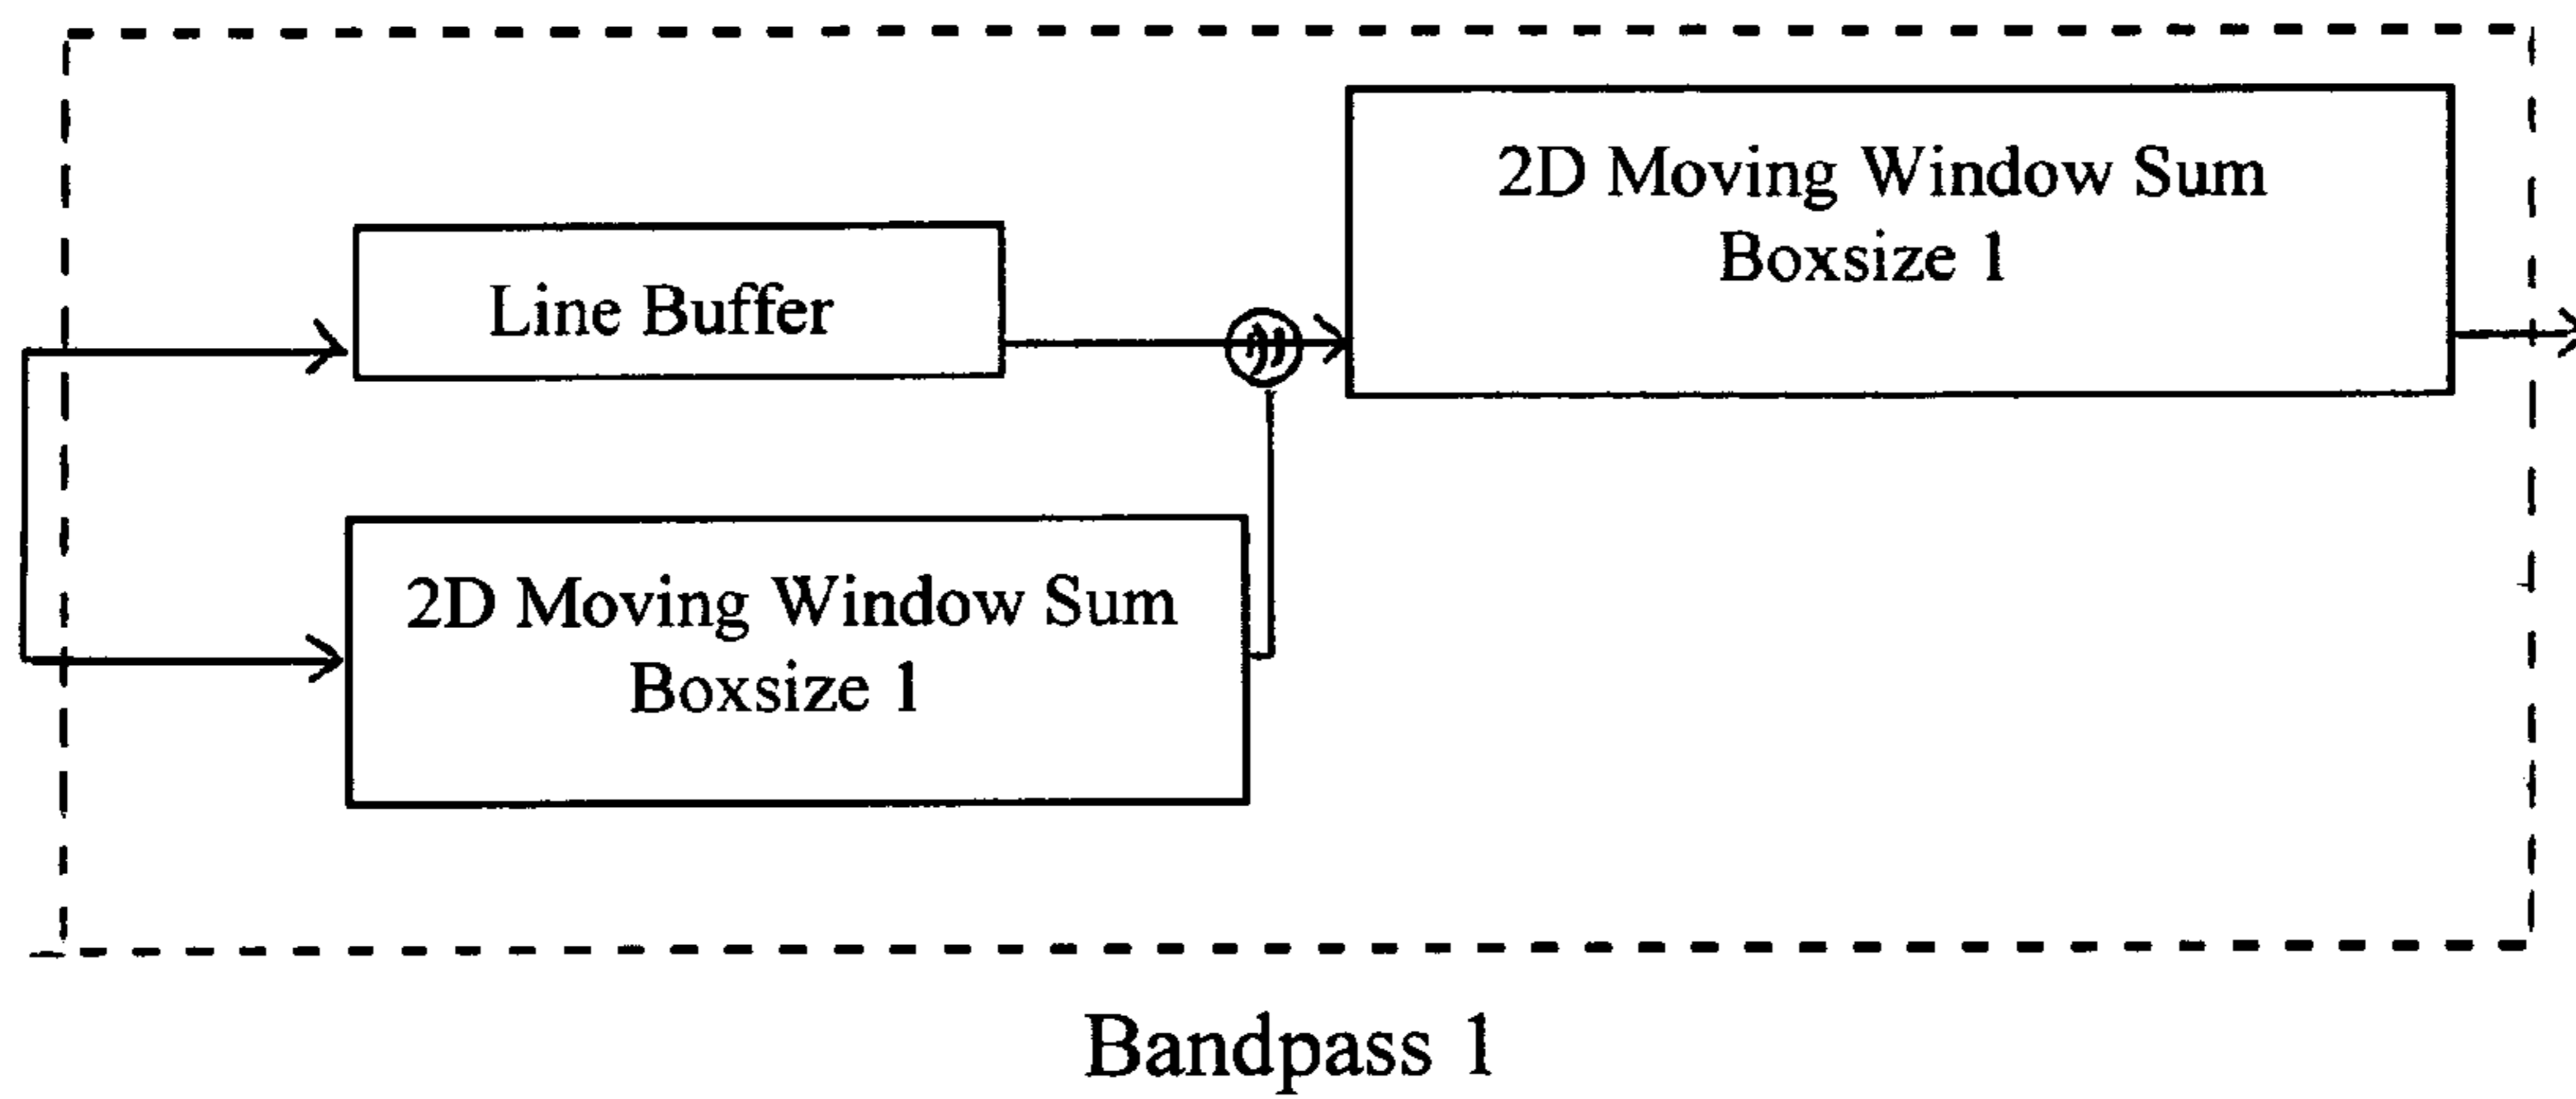 2D Moving Window Sum
Boxsize 1
Line Buffer
2D Moving Window Sum
Boxsize 1
Bandpass 1